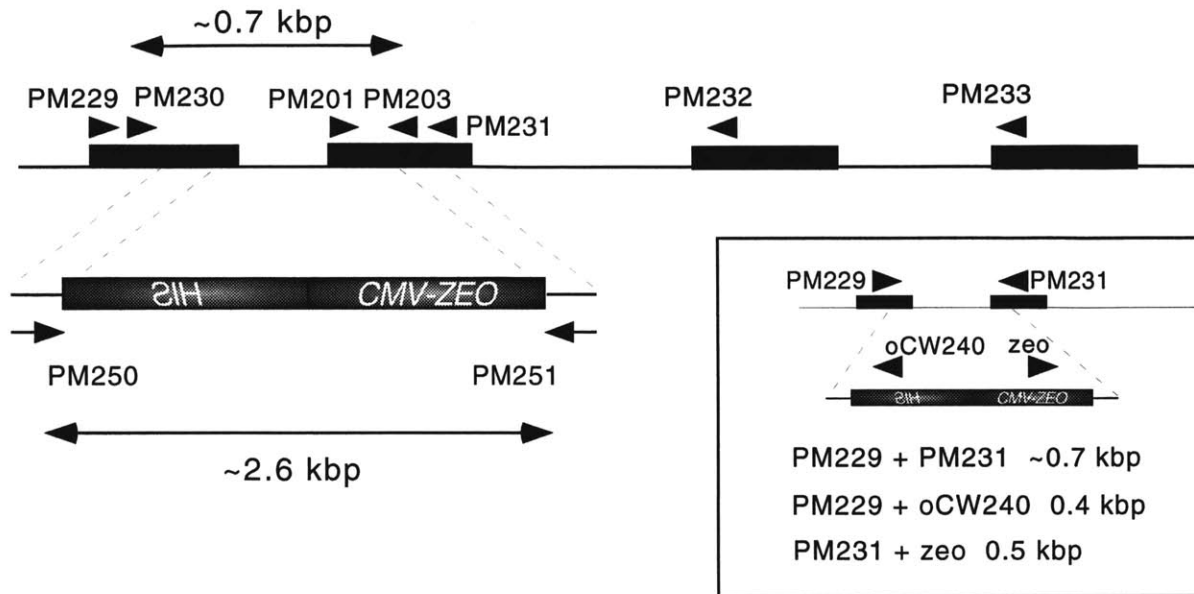 ~0.7 kbp
PM229 PM230 PM201 PM203 PM231 PM232 PM233
HIS CMV-ZEO
PM250 PM251
~2.6 kbp
PM229 PM231
oCW240 zeo
HIS CMV-ZEO
PM229 + PM231 ~0.7 kbp
PM229 + oCW240 0.4 kbp
PM231 + zeo 0.5 kbp